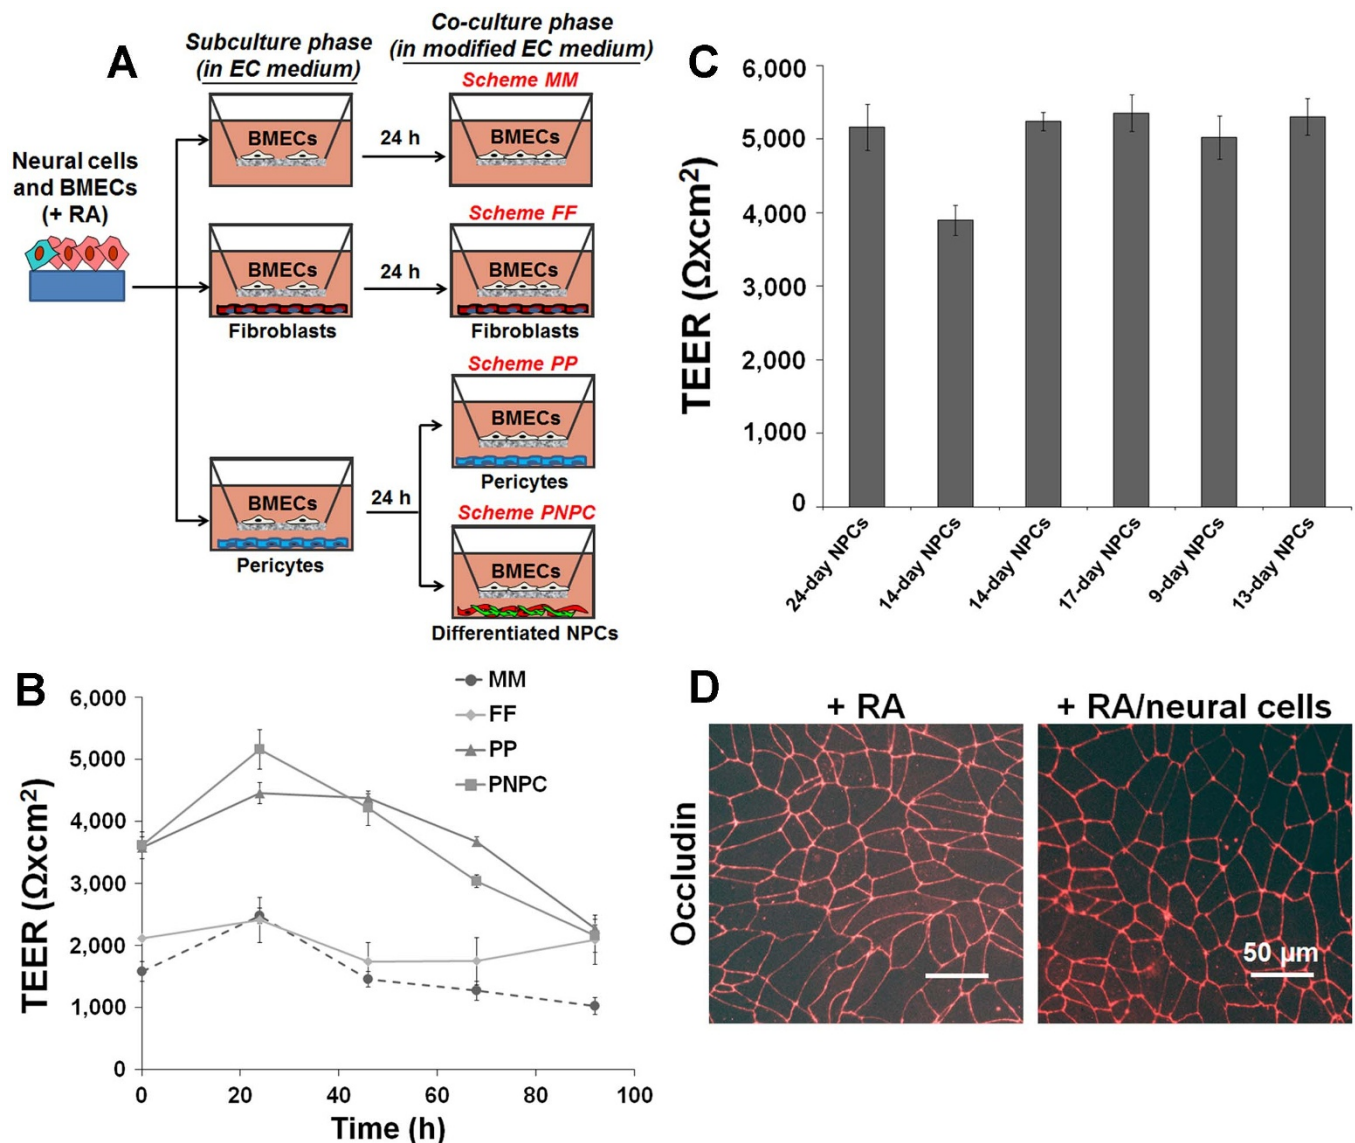 A
Subculture phase
(in EC medium)
Co-culture phase
(in modified EC medium)
Neural cells
and BMECs
(+ RA)
BMECs
24 h
Scheme MM
BMECs
BMECs
Fibroblasts
24 h
Scheme FF
BMECs
Fibroblasts
BMECs
Pericytes
24 h
Scheme PP
BMECs
Pericytes
Scheme PNPC
BMECs
Differentiated NPCs
B
TEER (Ωxcm²)
6,000
5,000
4,000
3,000
2,000
1,000
0
0 20 40 60 80 100
Time (h)
MM
FF
PP
PNPC
C
TEER (Ωxcm²)
6,000
5,000
4,000
3,000
2,000
1,000
0
24-day NPCs
14-day NPCs
14-day NPCs
17-day NPCs
9-day NPCs
13-day NPCs
D
+ RA
+ RA/neural cells
Occludin
50 µm